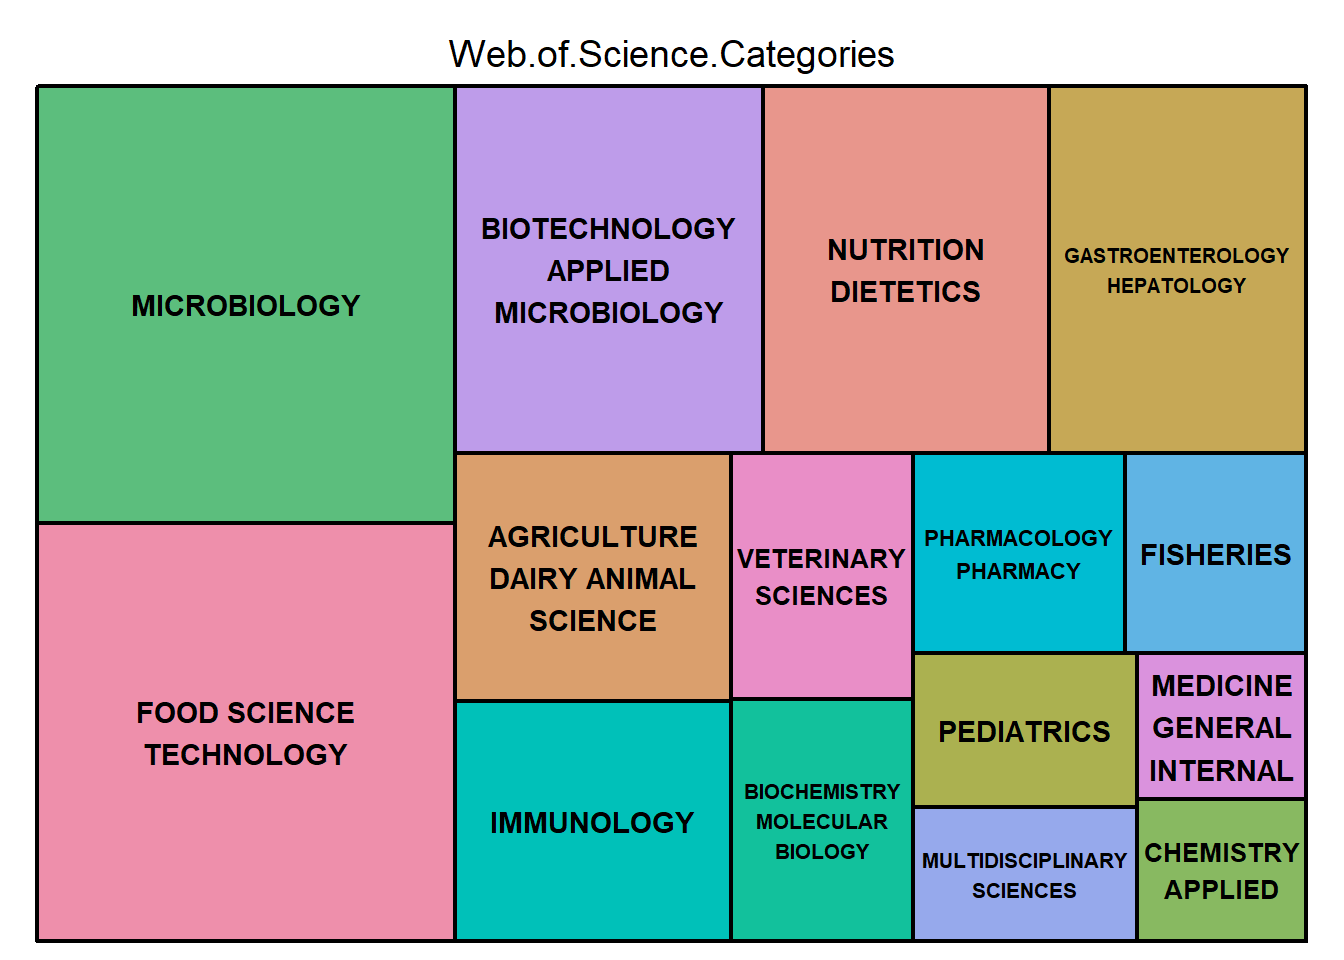 Web.of.Science.Categories
MICROBIOLOGY
BIOTECHNOLOGY
APPLIED
MICROBIOLOGY
NUTRITION
DIETETICS
GASTROENTEROLOGY
HEPATOLOGY
FOOD SCIENCE
TECHNOLOGY
AGRICULTURE
DAIRY ANIMAL
SCIENCE
VETERINARY
SCIENCES
PHARMACOLOGY
PHARMACY
FISHERIES
IMMUNOLOGY
BIOCHEMISTRY
MOLECULAR
BIOLOGY
PEDIATRICS
MEDICINE
GENERAL
INTERNAL
MULTIDISCIPLINARY
SCIENCES
CHEMISTRY
APPLIED